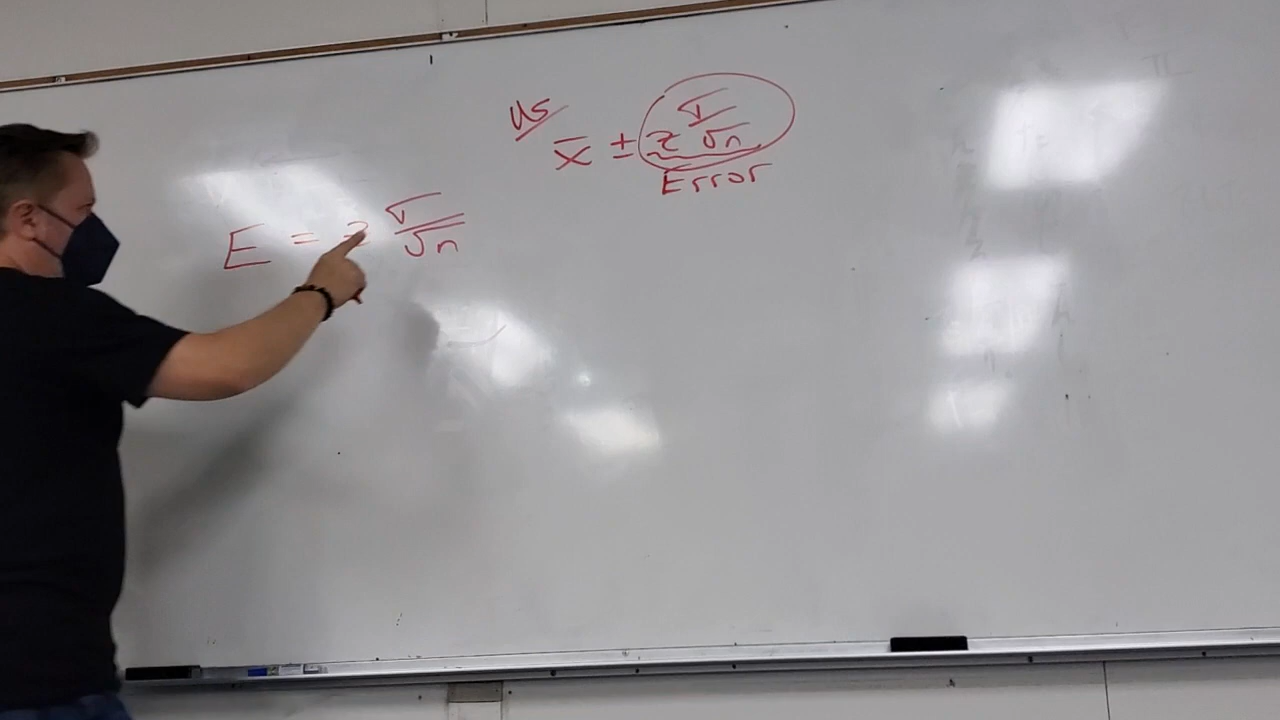 us
x̄ ± z σ/√n
Error
E = z σ/√n